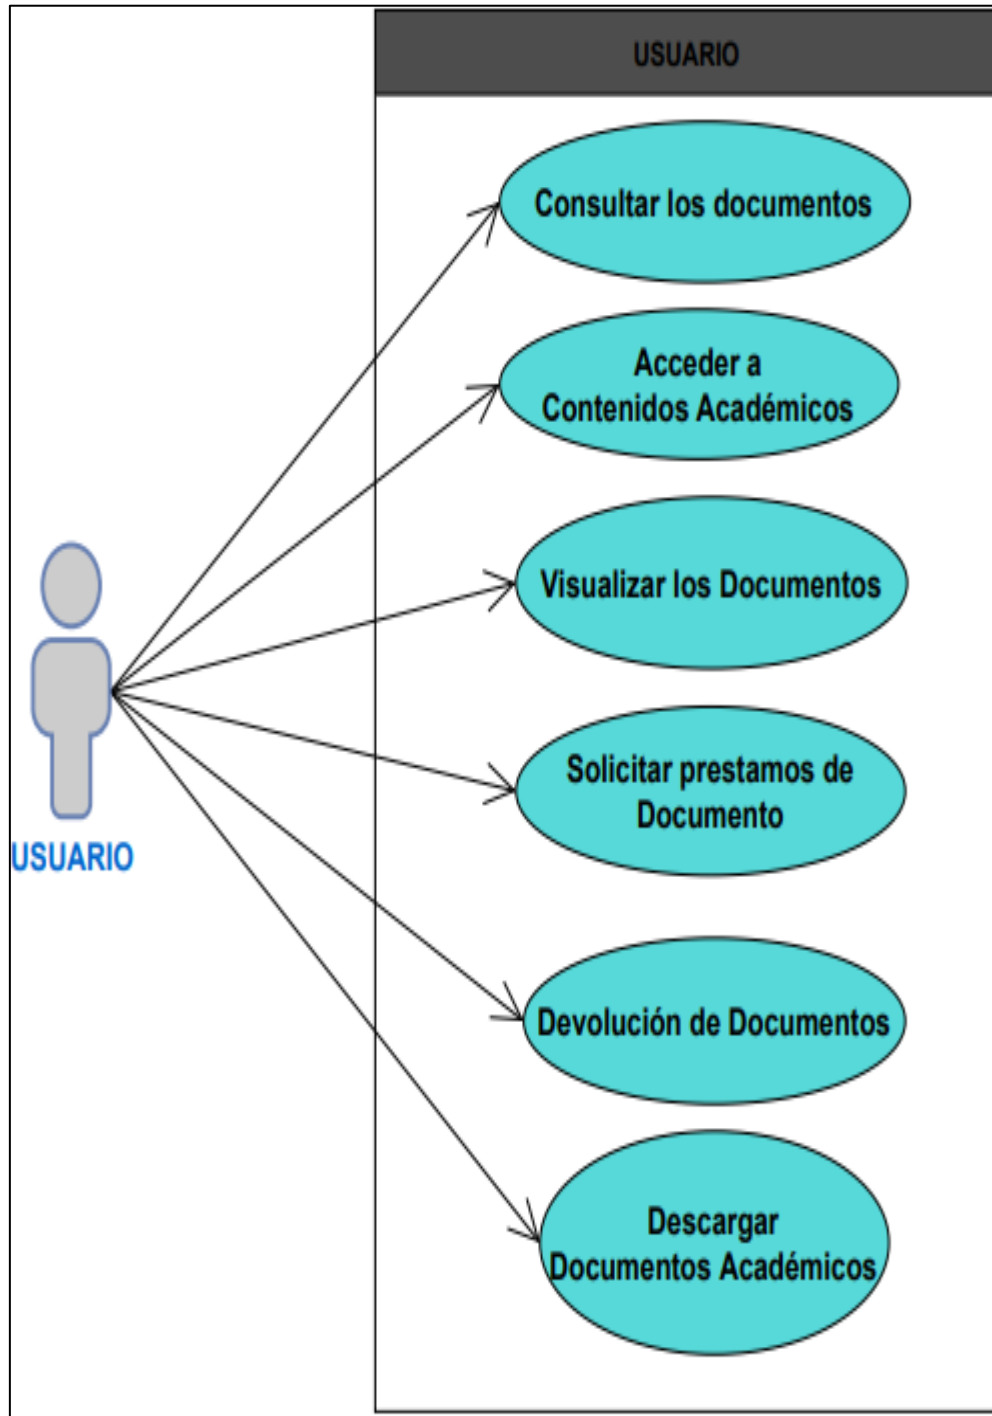 USUARIO
Consultar los documentos
Acceder a
Contenidos Académicos
Visualizar los Documentos
Solicitar prestamos de
Documento
USUARIO
Devolución de Documentos
Descargar
Documentos Académicos